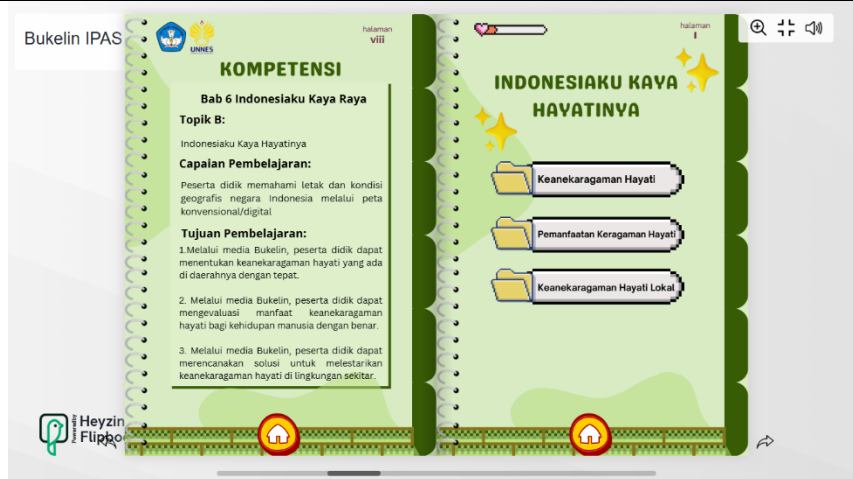 Bukelin IPAS
UNNES
halaman
viii
KOMPETENSI
Bab 6 Indonesiaku Kaya Raya
Topik B:
Indonesiaku Kaya Hayatinya
Capaian Pembelajaran:
Peserta didik memahami letak dan kondisi
geografis negara Indonesia melalui peta
konvensional/digital
Tujuan Pembelajaran:
1.Melalui media Bukelin, peserta didik dapat
menentukan keanekaragaman hayati yang ada
di daerahnya dengan tepat.
2. Melalui media Bukelin, peserta didik dapat
mengevaluasi manfaat keanekaragaman
hayati bagi kehidupan manusia dengan benar.
3. Melalui media Bukelin, peserta didik dapat
merencanakan solusi untuk melestarikan
keanekaragaman hayati di lingkungan sekitar.
halaman
I
INDONESIAKU KAYA
HAYATINYA
Keanekaragaman Hayati
Pemanfaatan Keragaman Hayati
Keanekaragaman Hayati Lokal
Powered by
Heyzin
Flipbo